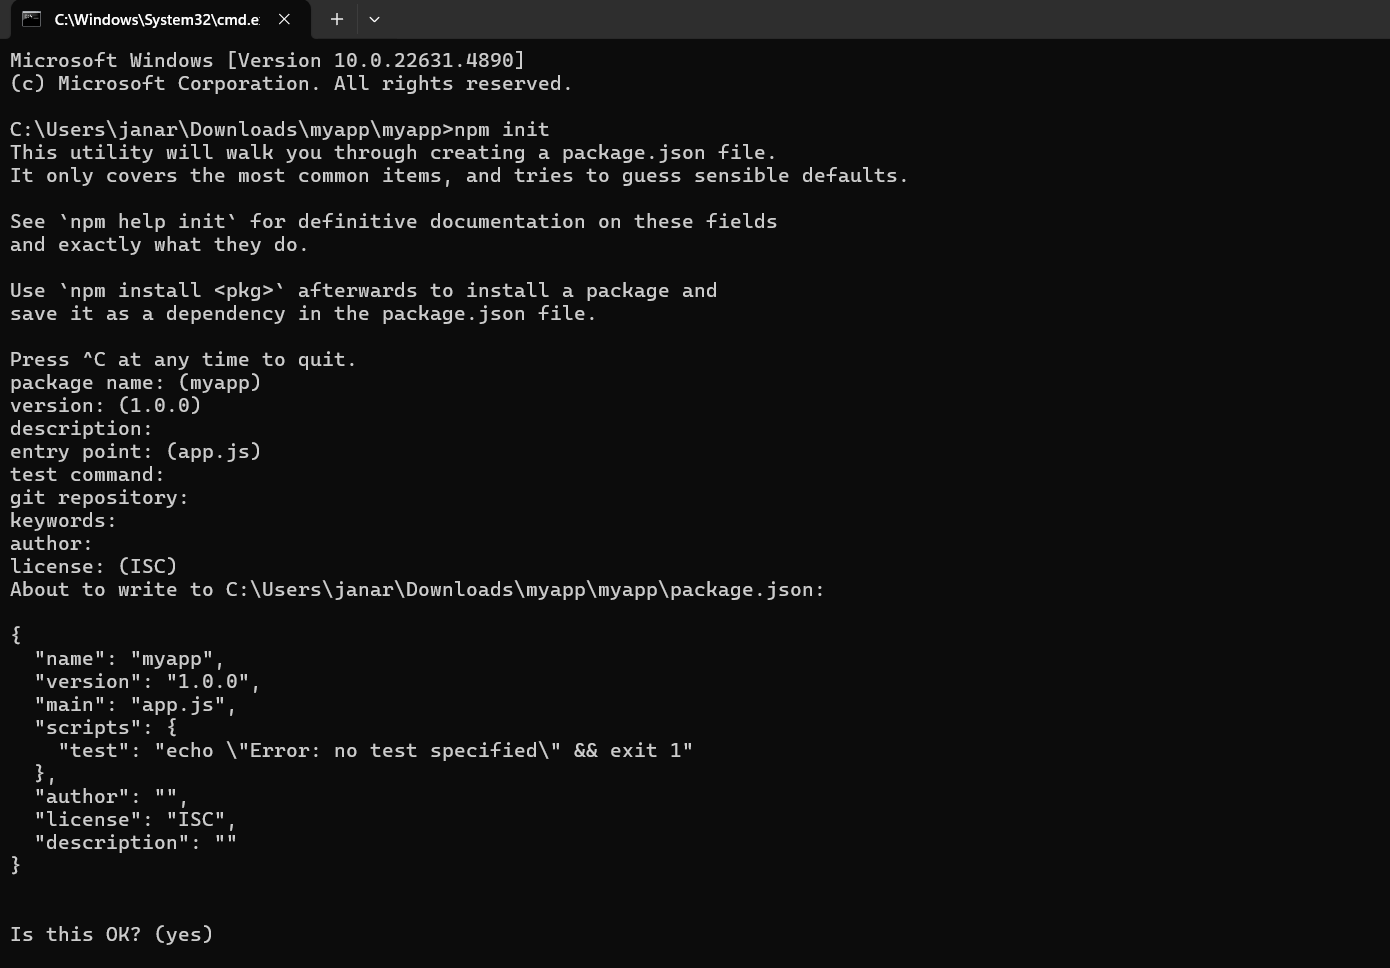 C:\Windows\System32\cmd.e
Microsoft Windows [Version 10.0.22631.4890]
(c) Microsoft Corporation. All rights reserved.
C:\Users\janar\Downloads\myapp\myapp>npm init
This utility will walk you through creating a package.json file.
It only covers the most common items, and tries to guess sensible defaults.
See `npm help init` for definitive documentation on these fields
and exactly what they do.
Use `npm install <pkg>` afterwards to install a package and
save it as a dependency in the package.json file.
Press ^C at any time to quit.
package name: (myapp)
version: (1.0.0)
description:
entry point: (app.js)
test command:
git repository:
keywords:
author:
license: (ISC)
About to write to C:\Users\janar\Downloads\myapp\myapp\package.json:
{
  "name": "myapp",
  "version": "1.0.0",
  "main": "app.js",
  "scripts": {
    "test": "echo \"Error: no test specified\" && exit 1"
  },
  "author": "",
  "license": "ISC",
  "description": ""
}
Is this OK? (yes)